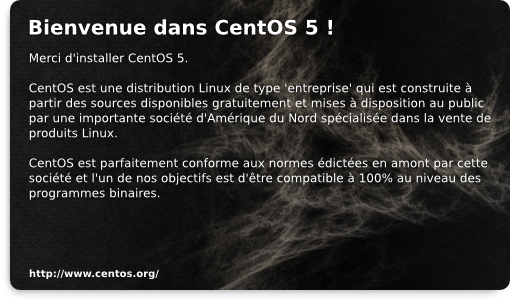 Bienvenue dans CentOS 5 !
Merci d'installer CentOS 5.
CentOS est une distribution Linux de type 'entreprise' qui est construite à
partir des sources disponibles gratuitement et mises à disposition au public
par une importante société d'Amérique du Nord spécialisée dans la vente de
produits Linux.
CentOS est parfaitement conforme aux normes édictées en amont par cette
société et l'un de nos objectifs est d'être compatible à 100% au niveau des
programmes binaires.
http://www.centos.org/